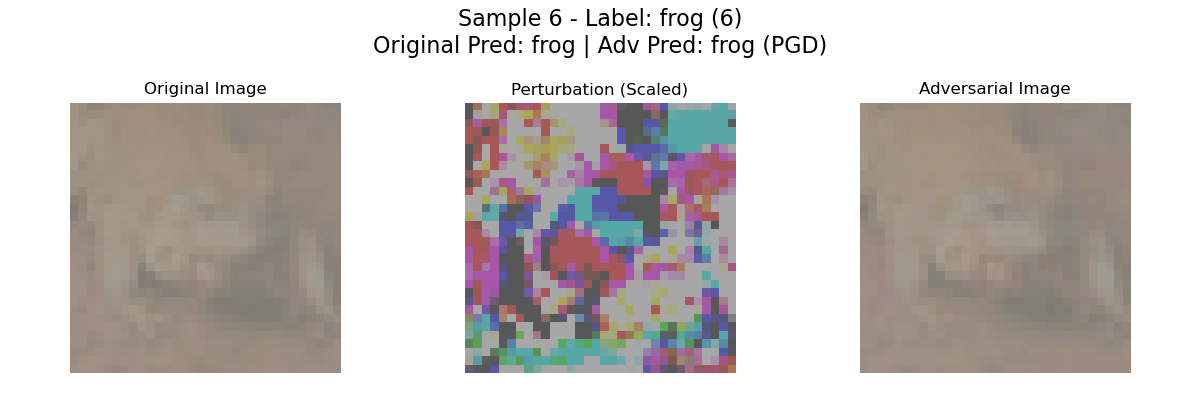 Sample 6 - Label: frog (6)
Original Pred: frog | Adv Pred: frog (PGD)
Original Image
Perturbation (Scaled)
Adversarial Image